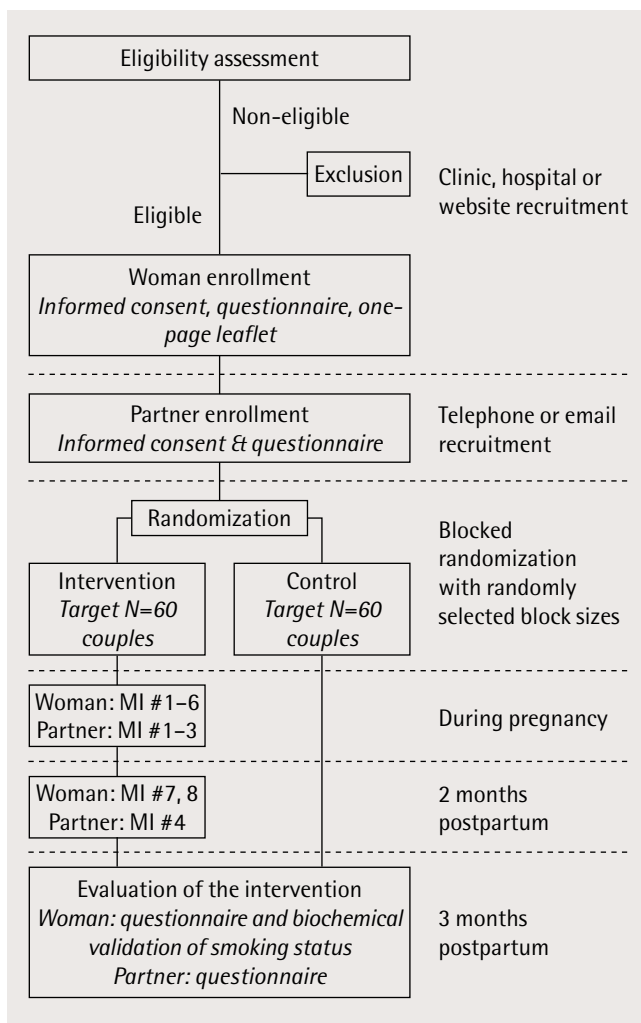 Eligibility assessment
Non-eligible
Exclusion
Clinic, hospital or
website recruitment
Eligible
Woman enrollment
Informed consent, questionnaire, one-
page leaflet
Partner enrollment
Informed consent & questionnaire
Telephone or email
recruitment
Randomization
Blocked
randomization
with randomly
selected block sizes
Intervention
Target N=60
couples
Control
Target N=60
couples
Woman: MI #1–6
Partner: MI #1–3
During pregnancy
Woman: MI #7, 8
Partner: MI #4
2 months
postpartum
Evaluation of the intervention
Woman: questionnaire and biochemical
validation of smoking status
Partner: questionnaire
3 months
postpartum